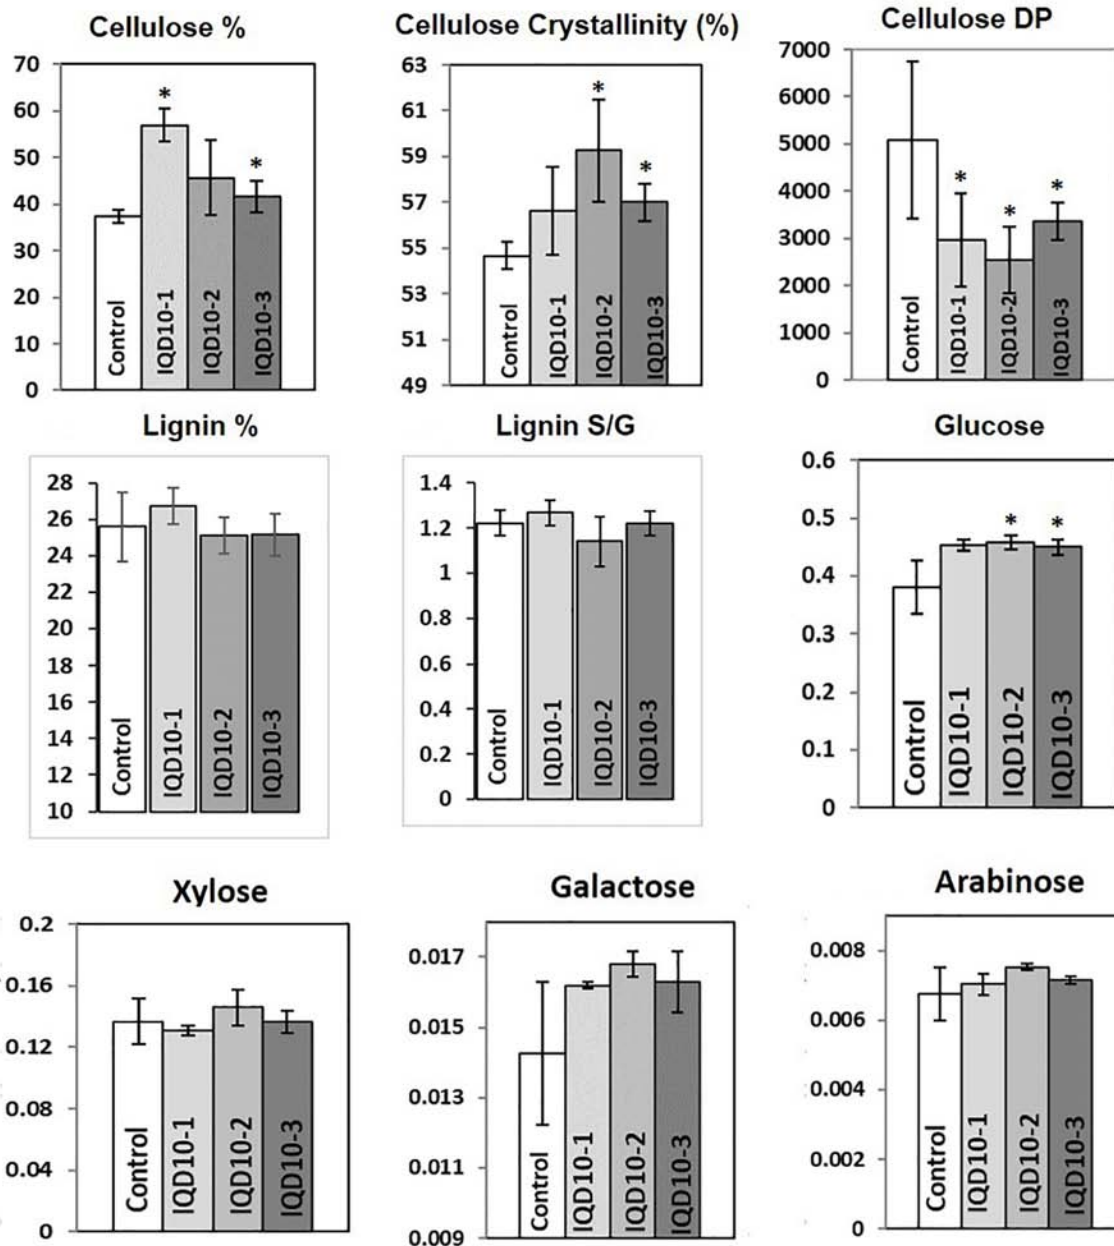 Cellulose %
70
60
50
40
30
20
10
0
*
*
Control
IQD10-1
IQD10-2
IQD10-3
Cellulose Crystallinity (%)
63
61
59
57
55
53
51
49
*
*
Control
IQD10-1
IQD10-2
IQD10-3
Cellulose DP
7000
6000
5000
4000
3000
2000
1000
0
*
*
*
Control
IQD10-1
IQD10-2
IQD10-3
Lignin %
28
26
24
22
20
18
16
14
12
10
Control
IQD10-1
IQD10-2
IQD10-3
Lignin S/G
1.4
1.2
1
0.8
0.6
0.4
0.2
0
Control
IQD10-1
IQD10-2
IQD10-3
Glucose
0.6
0.5
0.4
0.3
0.2
0.1
0
*
*
Control
IQD10-1
IQD10-2
IQD10-3
Xylose
0.2
0.16
0.12
0.08
0.04
0
Control
IQD10-1
IQD10-2
IQD10-3
Galactose
0.017
0.015
0.013
0.011
0.009
Control
IQD10-1
IQD10-2
IQD10-3
Arabinose
0.008
0.006
0.004
0.002
0
Control
IQD10-1
IQD10-2
IQD10-3